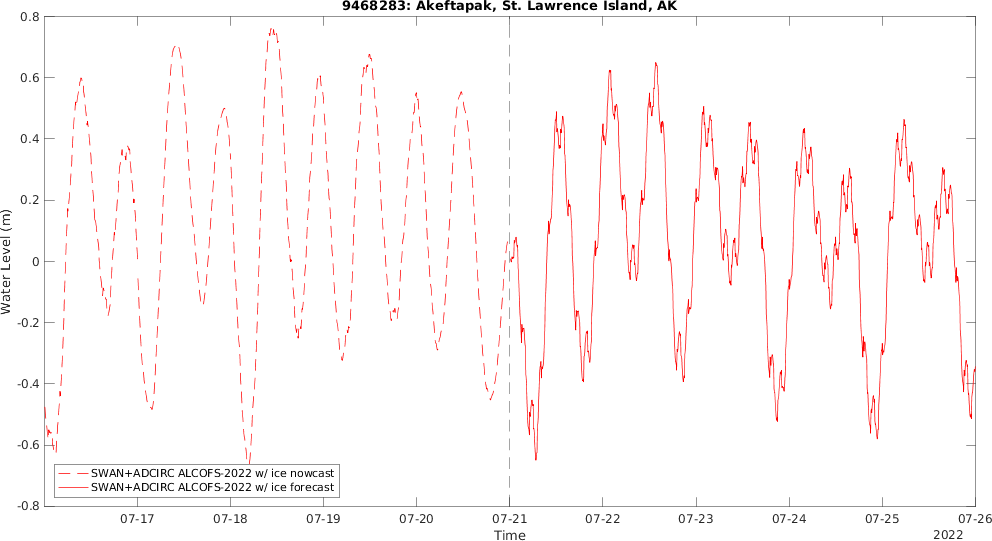 9468283: Akeftapak, St. Lawrence Island, AK
0.8
0.6
0.4
0.2
0
-0.2
-0.4
-0.6
-0.8
Water Level (m)
SWAN+ADCIRC ALCOFS-2022 w/ ice nowcast
SWAN+ADCIRC ALCOFS-2022 w/ ice forecast
07-17 07-18 07-19 07-20 07-21 07-22 07-23 07-24 07-25 07-26
Time
2022